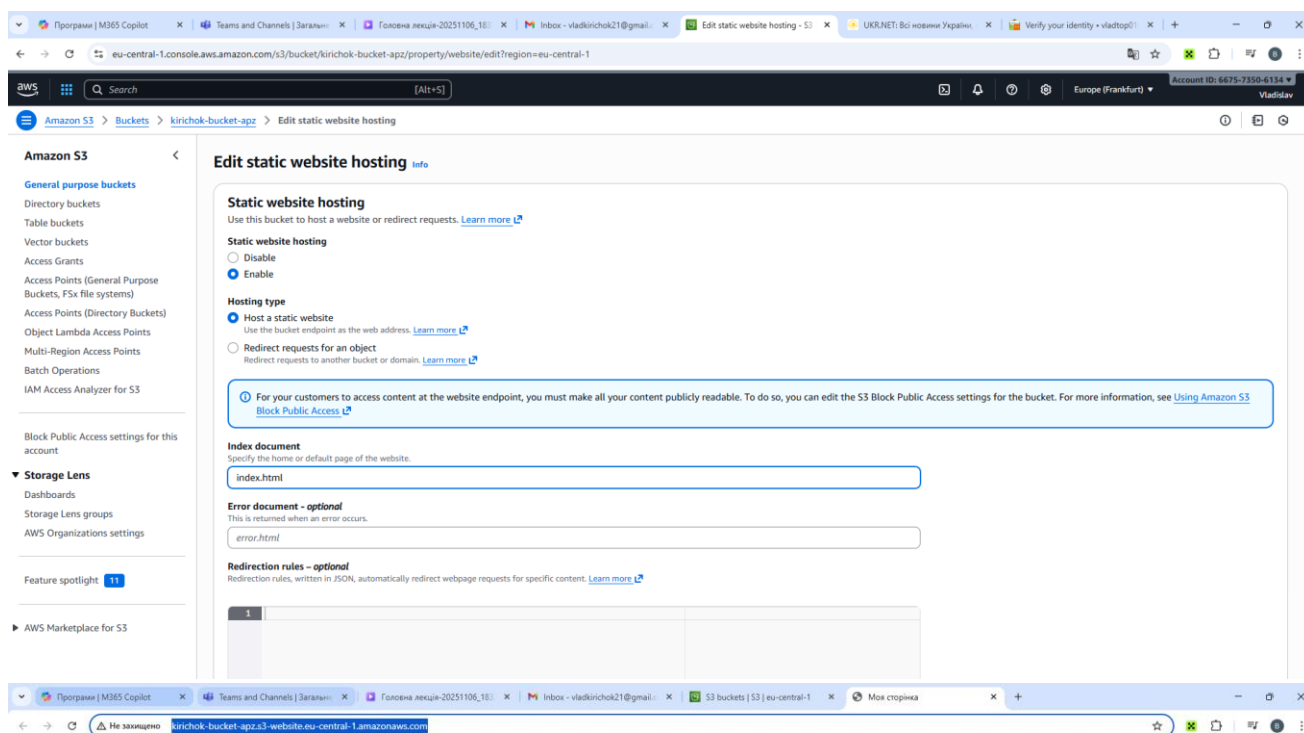 Програми | M365 Copilot
Teams and Channels | Загальне
Головна лекція-20251106_183
Inbox - vladkirichok21@gmail.c
Edit static website hosting - S3
UKR.NET: Всі новини України,
Verify your identity • vladtop01
eu-central-1.console.aws.amazon.com/s3/bucket/kirichok-bucket-apz/property/website/edit?region=eu-central-1
aws
Search
[Alt+S]
Europe (Frankfurt)
Account ID: 6675-7350-6134
Vladislav
Amazon S3 > Buckets > kirichok-bucket-apz > Edit static website hosting
Amazon S3
General purpose buckets
Directory buckets
Table buckets
Vector buckets
Access Grants
Access Points (General Purpose
Buckets, FSx file systems)
Access Points (Directory Buckets)
Object Lambda Access Points
Multi-Region Access Points
Batch Operations
IAM Access Analyzer for S3
Block Public Access settings for this
account
Storage Lens
Dashboards
Storage Lens groups
AWS Organizations settings
Feature spotlight 11
AWS Marketplace for S3
Edit static website hosting Info
Static website hosting
Use this bucket to host a website or redirect requests. Learn more
Static website hosting
Disable
Enable
Hosting type
Host a static website
Use the bucket endpoint as the web address. Learn more
Redirect requests for an object
Redirect requests to another bucket or domain. Learn more
For your customers to access content at the website endpoint, you must make all your content publicly readable. To do so, you can edit the S3 Block Public Access settings for the bucket. For more information, see Using Amazon S3
Block Public Access
Index document
Specify the home or default page of the website.
index.html
Error document - optional
This is returned when an error occurs.
error.html
Redirection rules – optional
Redirection rules, written in JSON, automatically redirect webpage requests for specific content. Learn more
1
Програми | M365 Copilot
Teams and Channels | Загальне
Головна лекція-20251106_183
Inbox - vladkirichok21@gmail.c
S3 buckets | S3 | eu-central-1
Моя сторінка
Не захищено
kirichok-bucket-apz.s3-website.eu-central-1.amazonaws.com